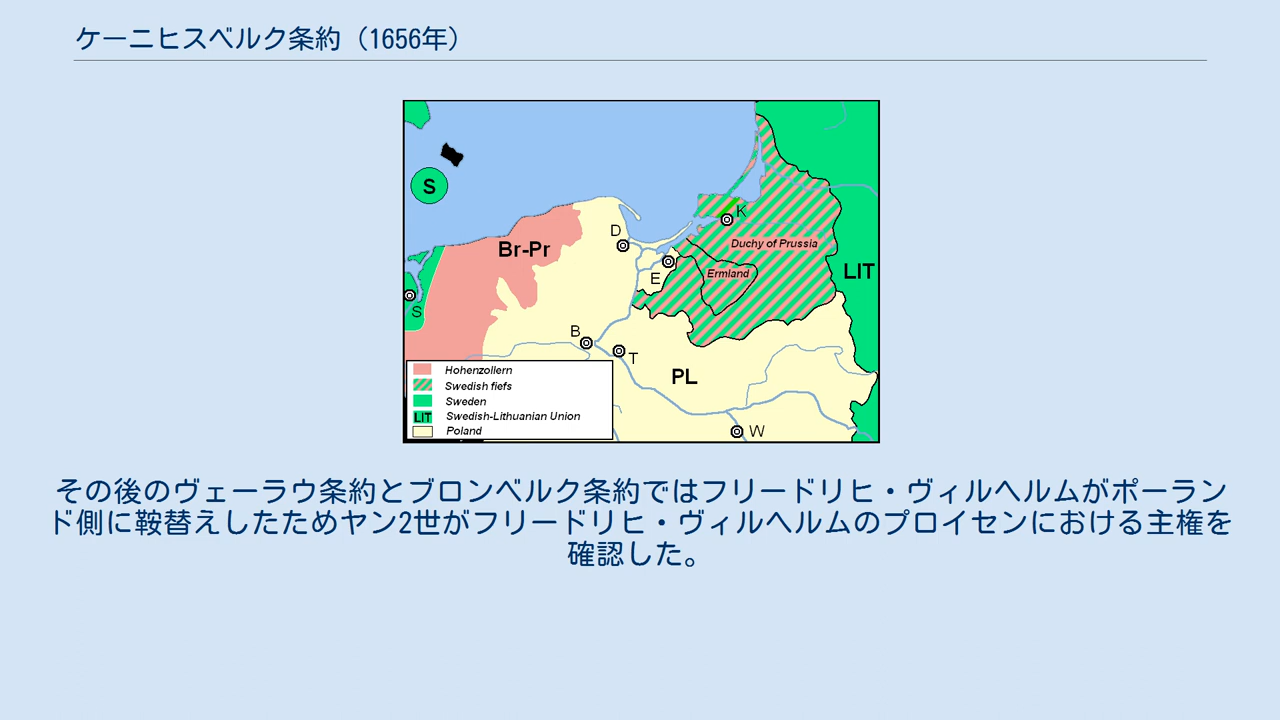 ケーニヒスベルク条約（1656年）
S
Br-Pr
D
K
Duchy of Prussia
E
Ermland
LIT
S
B
T
PL
W
Hohenzollern
Swedish fiefs
Sweden
LIT Swedish-Lithuanian Union
Poland
その後のヴェーラウ条約とブロンベルク条約ではフリードリヒ・ヴィルヘルムがポーラン
ド側に鞍替えしたためヤン2世がフリードリヒ・ヴィルヘルムのプロイセンにおける主権を
確認した。